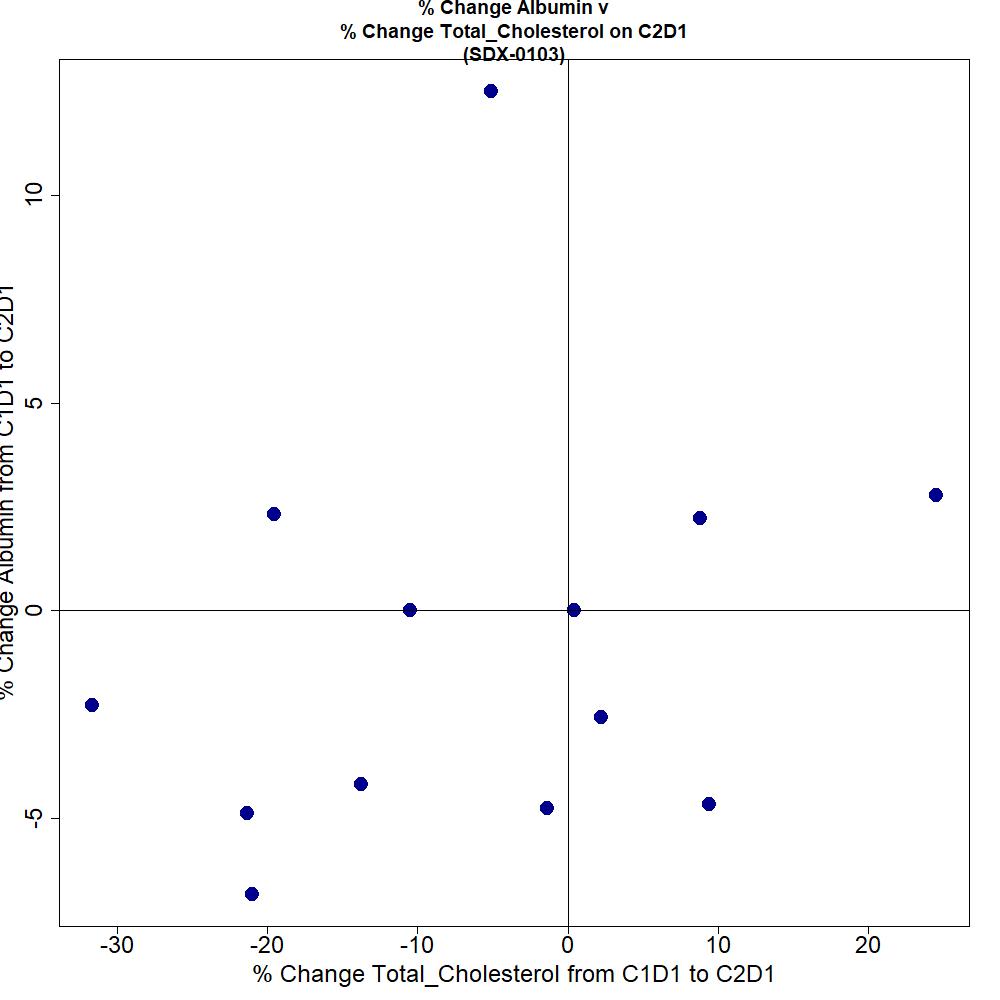 % Change Albumin v
% Change Total_Cholesterol on C2D1
(SDX-0103)
% Change Albumin from C1D1 to C2D1
10
5
0
-5
-30
-20
-10
0
10
20
% Change Total_Cholesterol from C1D1 to C2D1